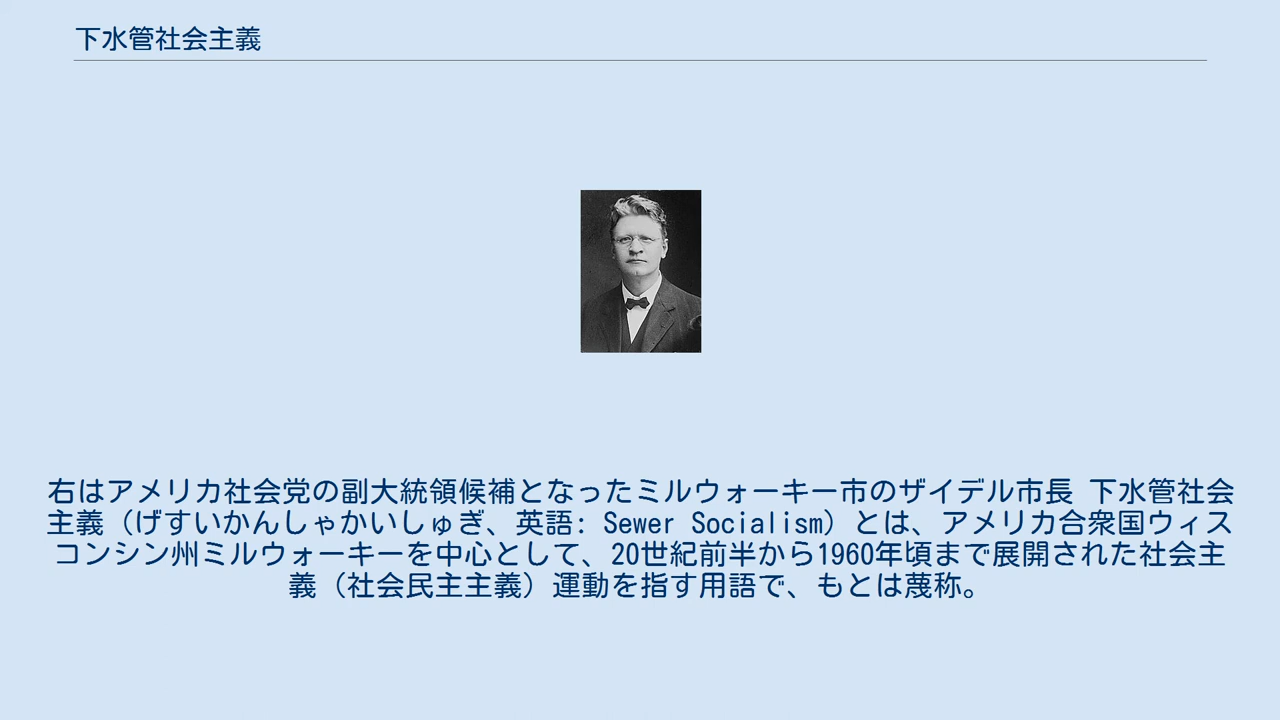 下水管社会主義
右はアメリカ社会党の副大統領候補となったミルウォーキー市のザイデル市長 下水管社会
主義（げすいかんしゃかいしゅぎ、英語: Sewer Socialism）とは、アメリカ合衆国ウィス
コンシン州ミルウォーキーを中心として、20世紀前半から1960年頃まで展開された社会主
義（社会民主主義）運動を指す用語で、もとは蔑称。